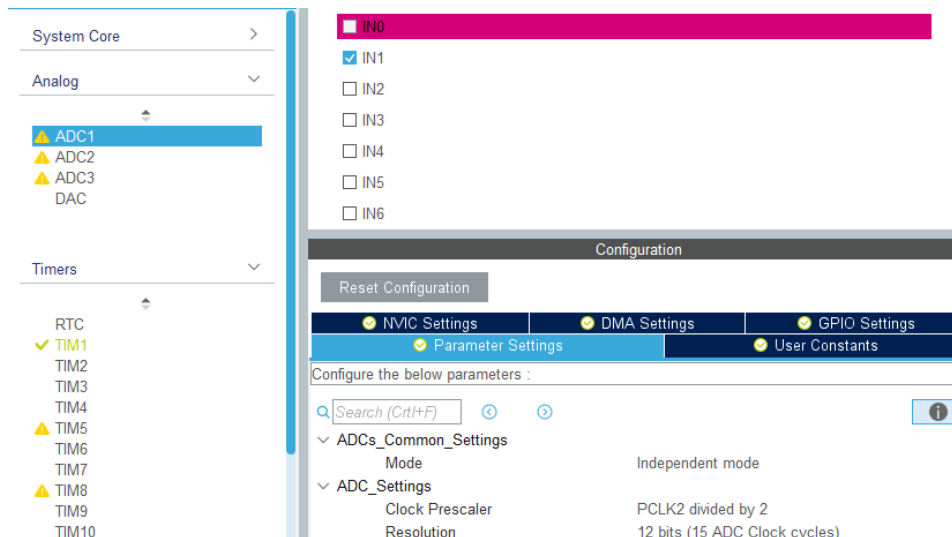 System Core
Analog
ADC1
ADC2
ADC3
DAC
Timers
RTC
TIM1
TIM2
TIM3
TIM4
TIM5
TIM6
TIM7
TIM8
TIM9
TIM10
IN0
IN1
IN2
IN3
IN4
IN5
IN6
Configuration
Reset Configuration
NVIC Settings DMA Settings GPIO Settings
Parameter Settings User Constants
Configure the below parameters :
Search (Crtl+F)
ADCs_Common_Settings
Mode Independent mode
ADC_Settings
Clock Prescaler PCLK2 divided by 2
Resolution 12 bits (15 ADC Clock cycles)